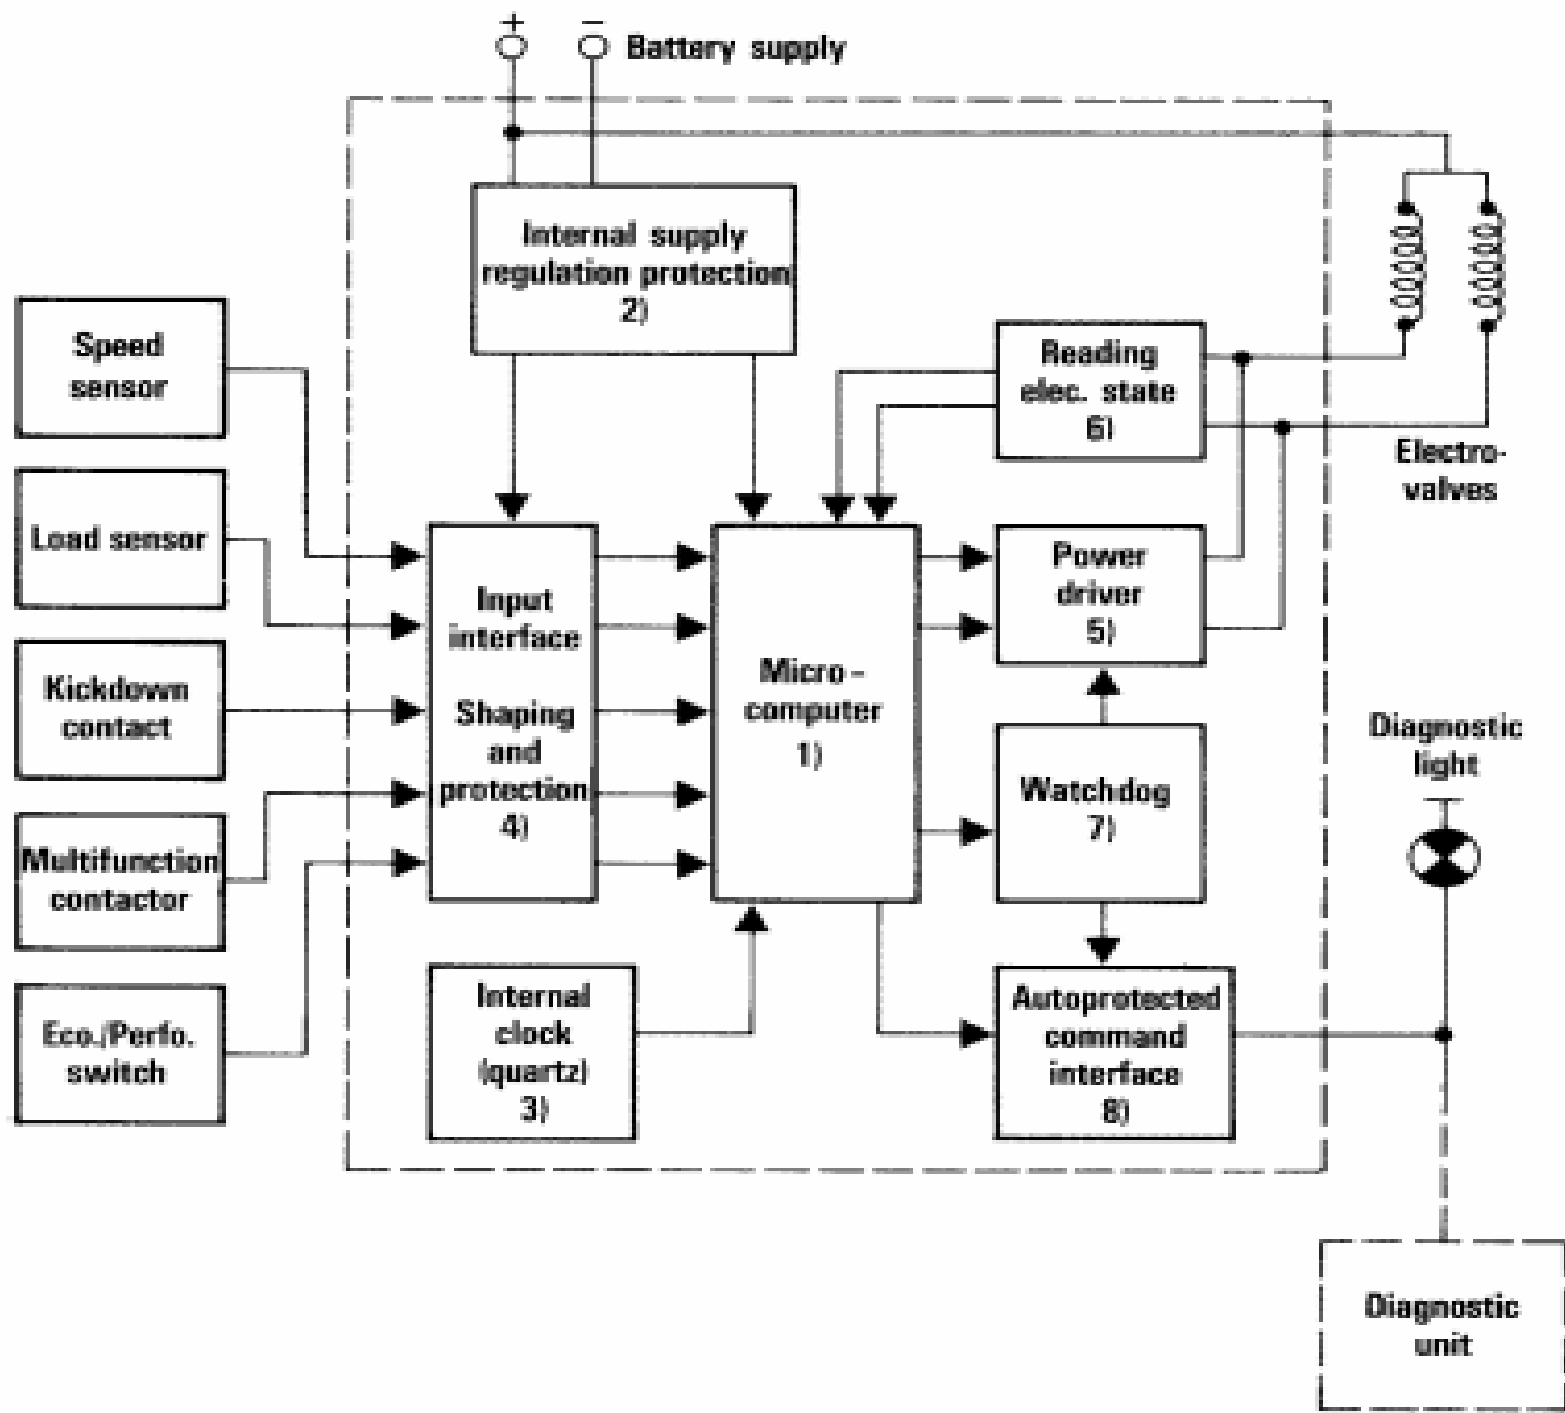 + − Battery supply
Internal supply
regulation protection
2)
Speed
sensor
Load sensor
Kickdown
contact
Multifunction
contactor
Eco./Perfo.
switch
Input
interface
Shaping
and
protection
4)
Micro-
computer
1)
Internal
clock
(quartz)
3)
Reading
elec. state
6)
Power
driver
5)
Watchdog
7)
Autoprotected
command
interface
8)
Electro-
valves
Diagnostic
light
Diagnostic
unit